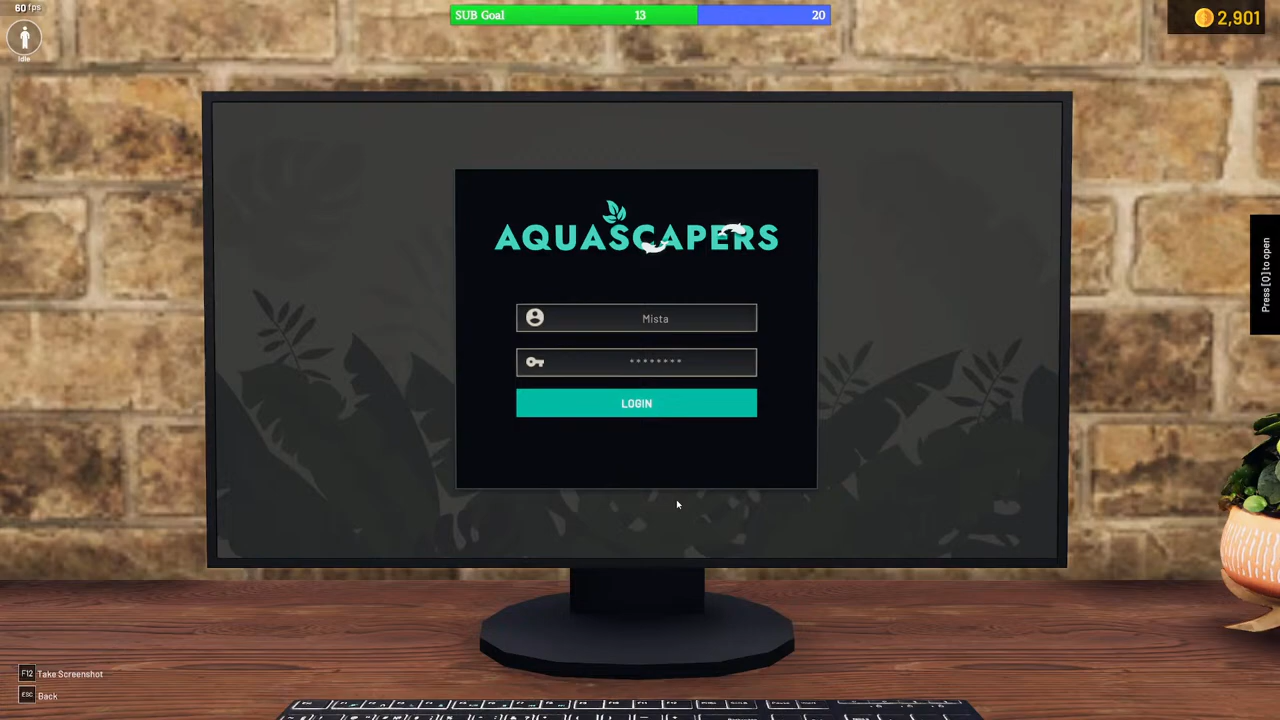 60 fps
SUB Goal 13 20
2,901
Idle
AQUASCAPERS
Mista
********
LOGIN
Press [Q] to open
F12 Take Screenshot
ESC Back